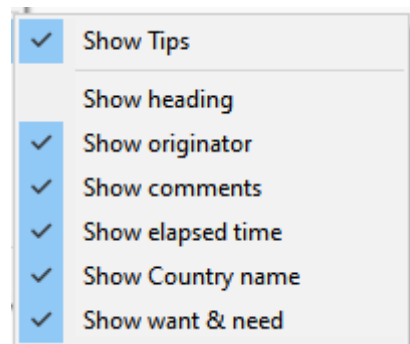 Show Tips
Show heading
Show originator
Show comments
Show elapsed time
Show Country name
Show want & need